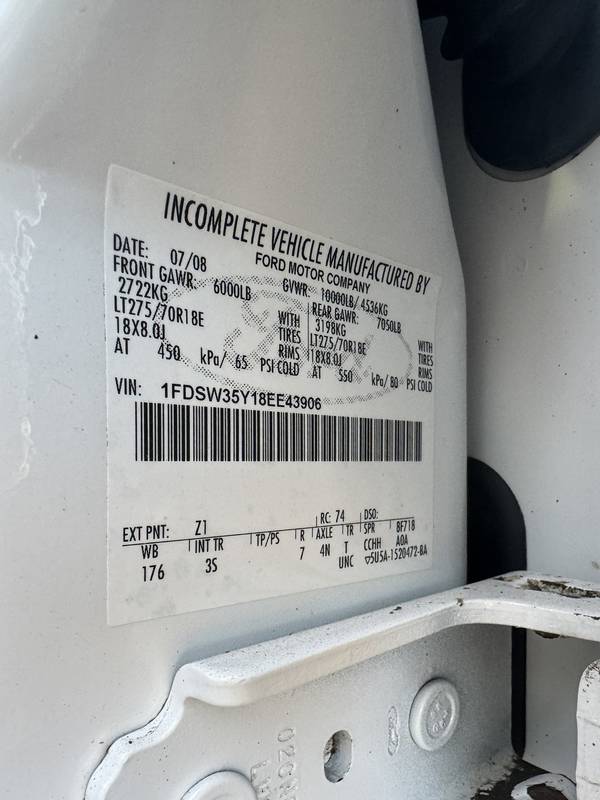 INCOMPLETE VEHICLE MANUFACTURED BY
FORD MOTOR COMPANY
DATE: 07/08 GVWR: 10000LB/ 4536KG
FRONT GAWR: 6000LB REAR GAWR: 7050LB
2722KG 3198KG
LT275/70R18E WITH TIRES LT275/70R18E WITH TIRES
18X8.0J RIMS 18X8.0J RIMS
AT 450 kPa/ 65 PSI COLD AT 550 kPa/ 80 PSI COLD
VIN: 1FDSW35Y18EE43906
EXT PNT: Z1 RC: 74 DSO:
WB INT TR TP/PS R AXLE TR SPR BF718
176 3S 7 4N T CCHH A0A
UNC 5U5A-1520472-BA